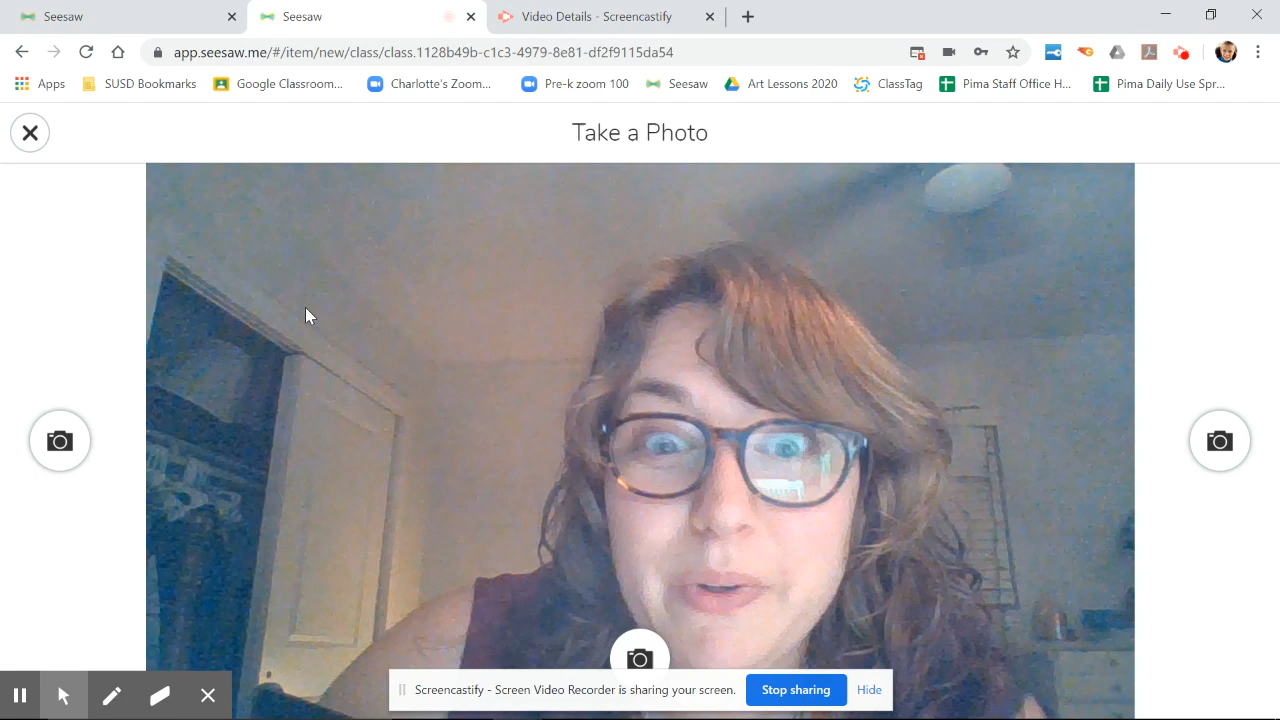 Seesaw
Seesaw
Video Details - Screencastify
app.seesaw.me/#/item/new/class/class.1128b49b-c1c3-4979-8e81-df2f9115da54
Apps
SUSD Bookmarks
Google Classroom...
Charlotte's Zoom...
Pre-k zoom 100
Seesaw
Art Lessons 2020
ClassTag
Pima Staff Office H...
Pima Daily Use Spr...
Take a Photo
Screencastify - Screen Video Recorder is sharing your screen.
Stop sharing
Hide